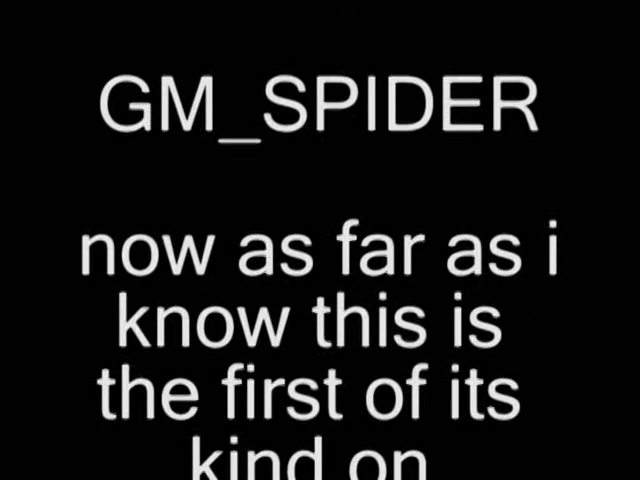 GM_SPIDER
now as far as i
know this is
the first of its
kind on